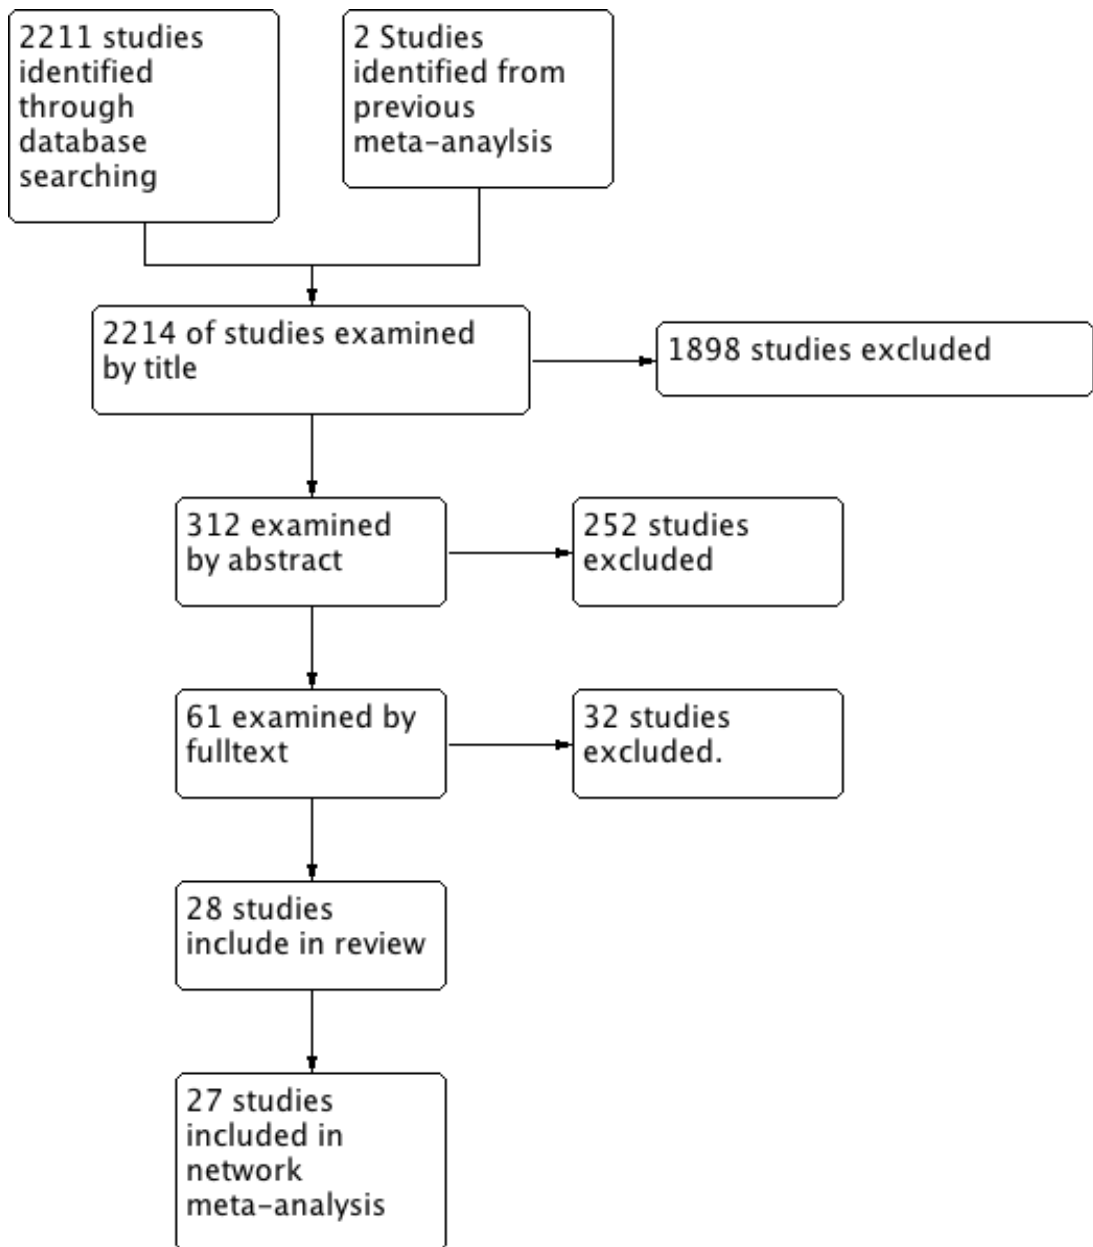 2211 studies
identified
through
database
searching
2 Studies
identified from
previous
meta-anaylsis
2214 of studies examined
by title
1898 studies excluded
312 examined
by abstract
252 studies
excluded
61 examined by
fulltext
32 studies
excluded.
28 studies
include in review
27 studies
included in
network
meta-analysis